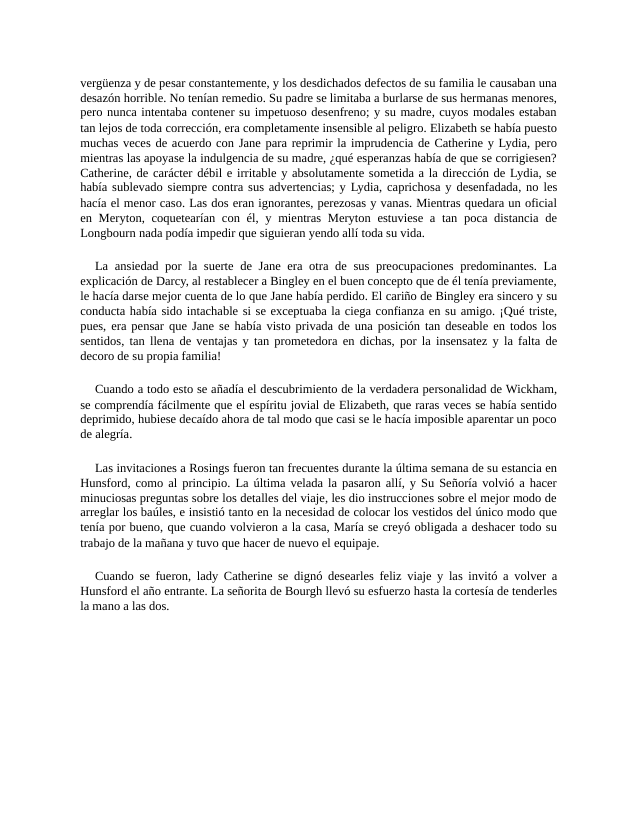 vergüenza y de pesar constantemente, y los desdichados defectos de su familia le causaban una
desazón horrible. No tenían remedio. Su padre se limitaba a burlarse de sus hermanas menores,
pero nunca intentaba contener su impetuoso desenfreno; y su madre, cuyos modales estaban
tan lejos de toda corrección, era completamente insensible al peligro. Elizabeth se había puesto
muchas veces de acuerdo con Jane para reprimir la imprudencia de Catherine y Lydia, pero
mientras las apoyase la indulgencia de su madre, ¿qué esperanzas había de que se corrigiesen?
Catherine, de carácter débil e irritable y absolutamente sometida a la dirección de Lydia, se
había sublevado siempre contra sus advertencias; y Lydia, caprichosa y desenfadada, no les
hacía el menor caso. Las dos eran ignorantes, perezosas y vanas. Mientras quedara un oficial
en Meryton, coquetearían con él, y mientras Meryton estuviese a tan poca distancia de
Longbourn nada podía impedir que siguieran yendo allí toda su vida.
La ansiedad por la suerte de Jane era otra de sus preocupaciones predominantes. La
explicación de Darcy, al restablecer a Bingley en el buen concepto que de él tenía previamente,
le hacía darse mejor cuenta de lo que Jane había perdido. El cariño de Bingley era sincero y su
conducta había sido intachable si se exceptuaba la ciega confianza en su amigo. ¡Qué triste,
pues, era pensar que Jane se había visto privada de una posición tan deseable en todos los
sentidos, tan llena de ventajas y tan prometedora en dichas, por la insensatez y la falta de
decoro de su propia familia!
Cuando a todo esto se añadía el descubrimiento de la verdadera personalidad de Wickham,
se comprendía fácilmente que el espíritu jovial de Elizabeth, que raras veces se había sentido
deprimido, hubiese decaído ahora de tal modo que casi se le hacía imposible aparentar un poco
de alegría.
Las invitaciones a Rosings fueron tan frecuentes durante la última semana de su estancia en
Hunsford, como al principio. La última velada la pasaron allí, y Su Señoría volvió a hacer
minuciosas preguntas sobre los detalles del viaje, les dio instrucciones sobre el mejor modo de
arreglar los baúles, e insistió tanto en la necesidad de colocar los vestidos del único modo que
tenía por bueno, que cuando volvieron a la casa, María se creyó obligada a deshacer todo su
trabajo de la mañana y tuvo que hacer de nuevo el equipaje.
Cuando se fueron, lady Catherine se dignó desearles feliz viaje y las invitó a volver a
Hunsford el año entrante. La señorita de Bourgh llevó su esfuerzo hasta la cortesía de tenderles
la mano a las dos.